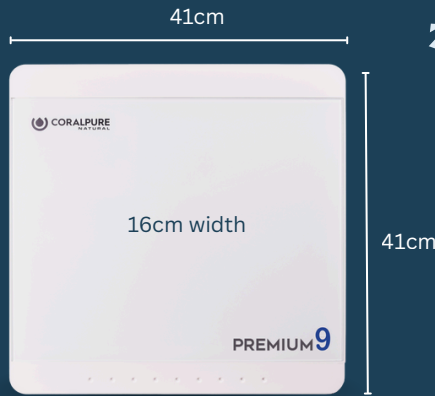 41cm
CORALPURE
NATURAL
16cm width
41cm
PREMIUM9